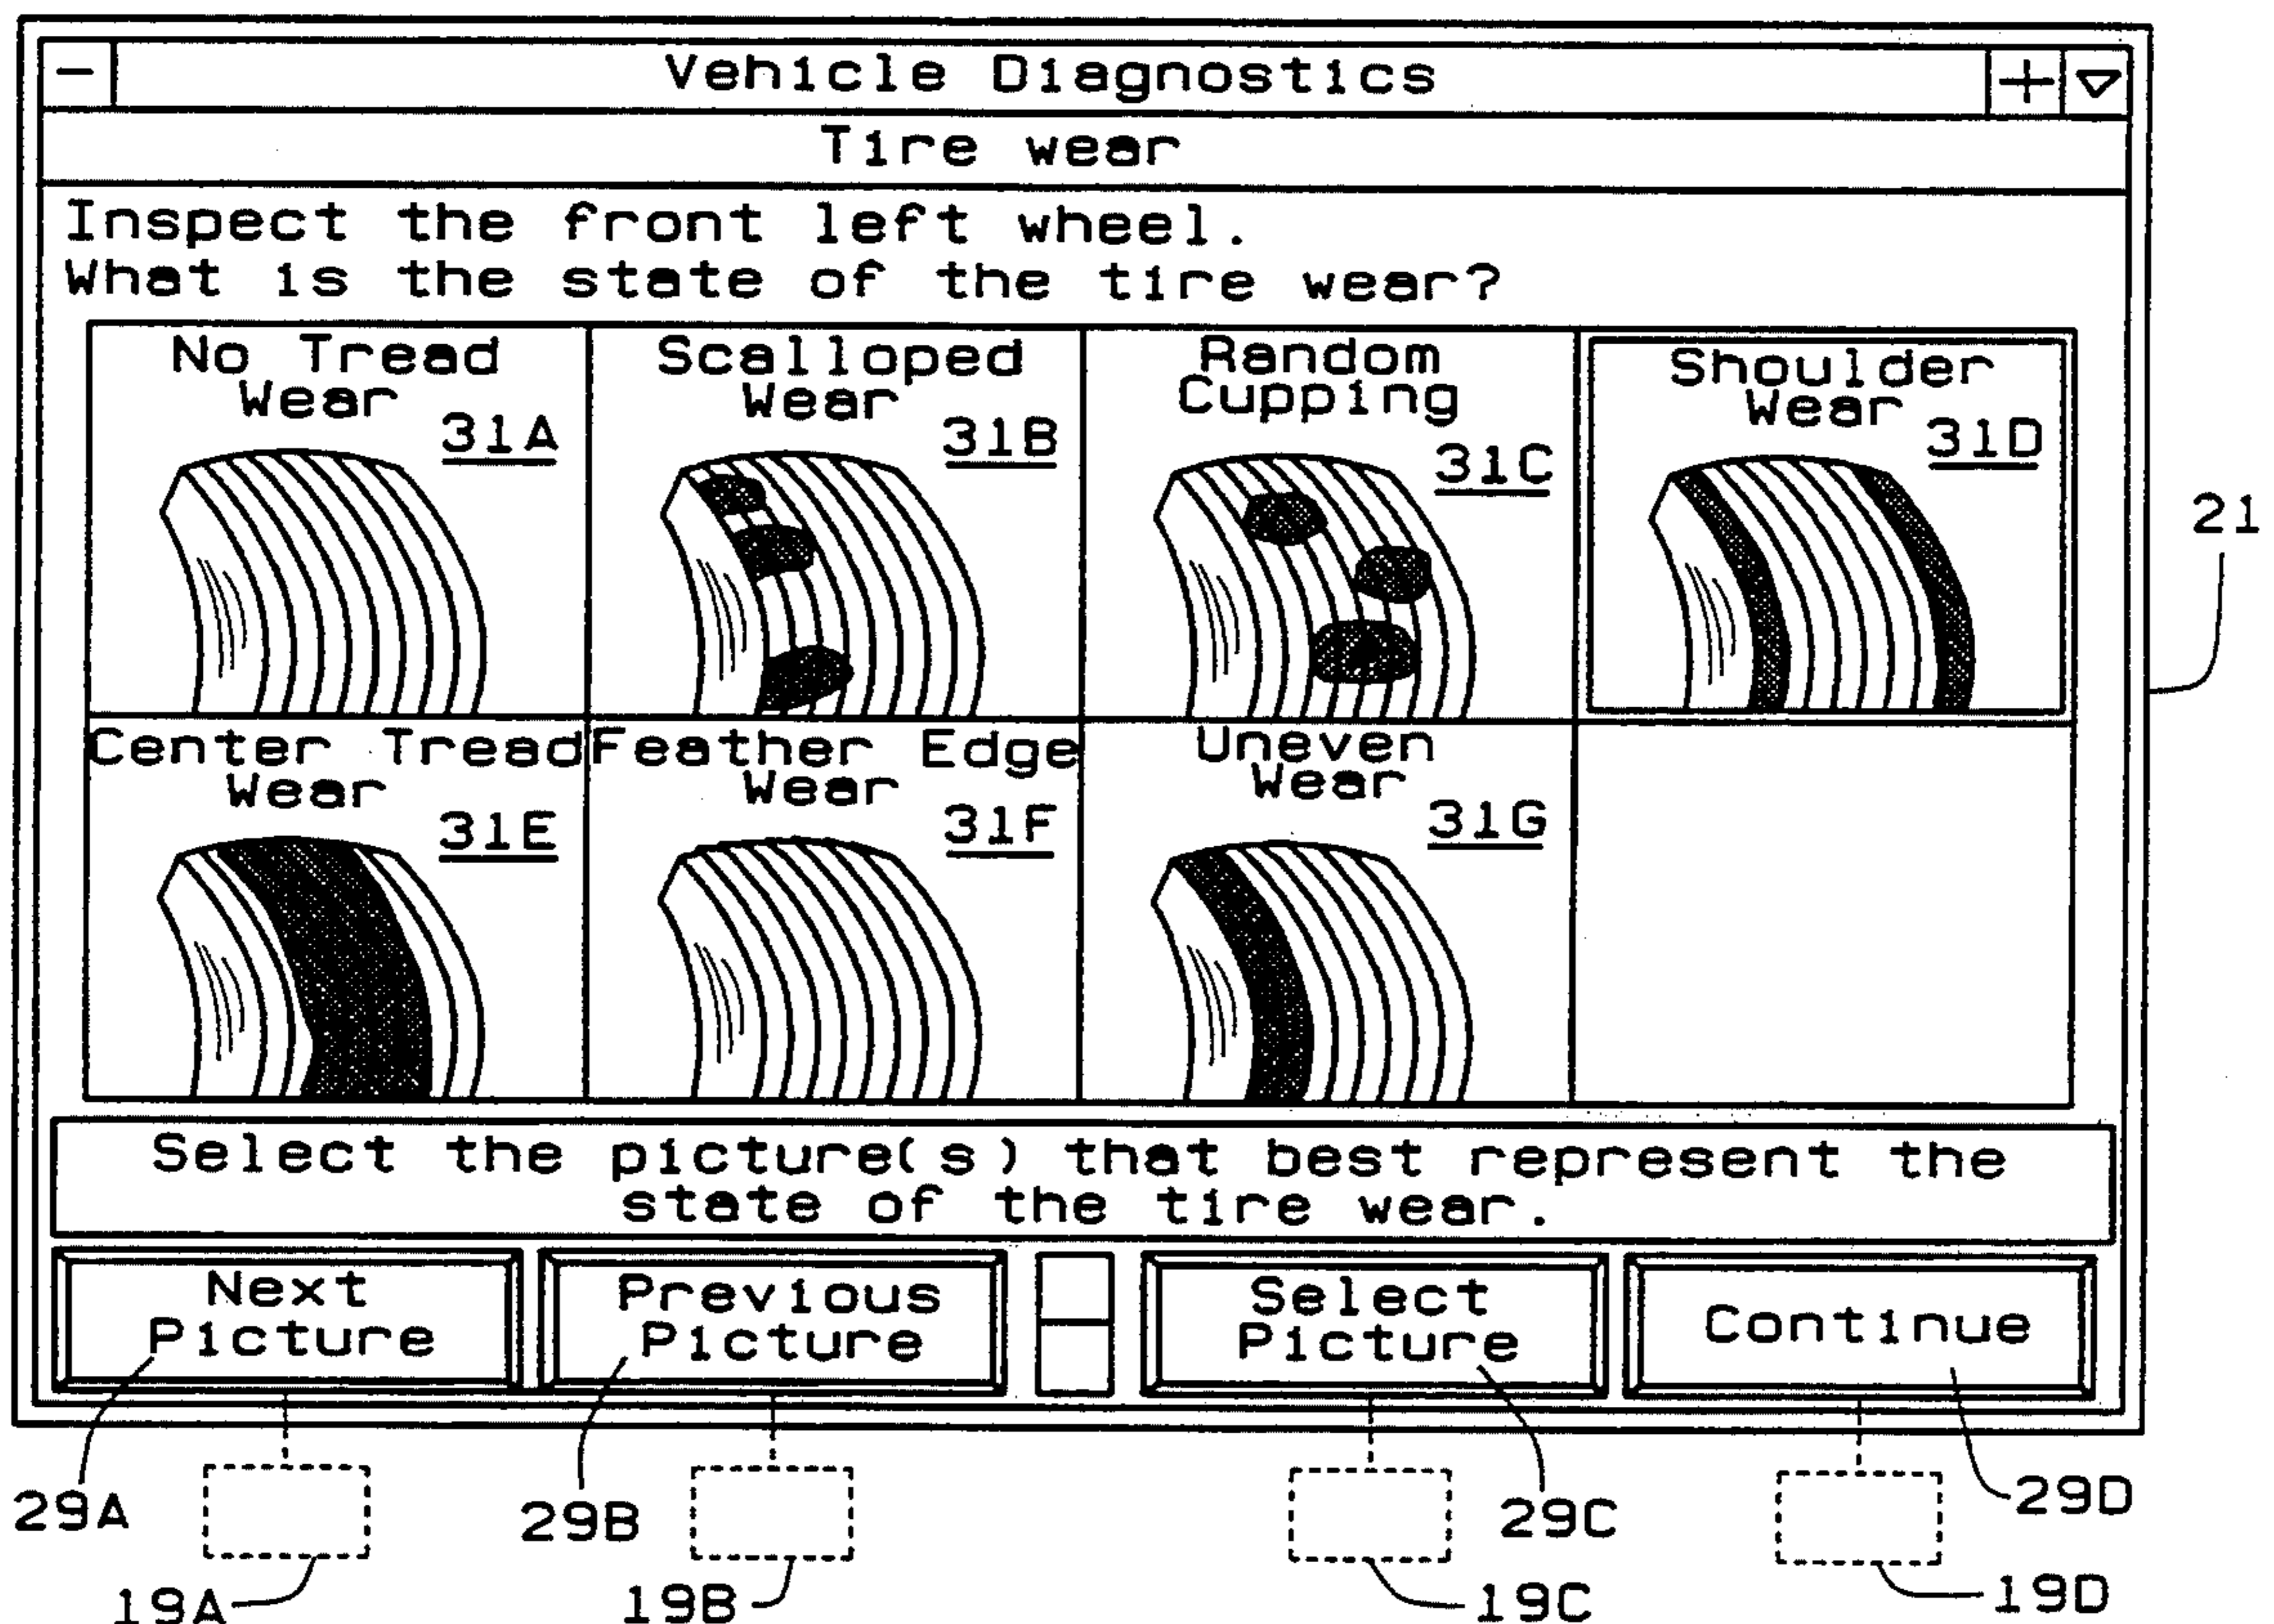 Vehicle Diagnostics
Tire wear
Inspect the front left wheel.
What is the state of the tire wear?
No Tread
Wear
31A
Scalloped
Wear
31B
Random
Cupping
31C
Shoulder
Wear
31D
21
Center Tread
Wear
31E
Feather Edge
Wear
31F
Uneven
Wear
31G
Select the picture(s) that best represent the
state of the tire wear.
Next
Picture
Previous
Picture
Select
Picture
Continue
29A
29B
29C
29D
19A
19B
19C
19D